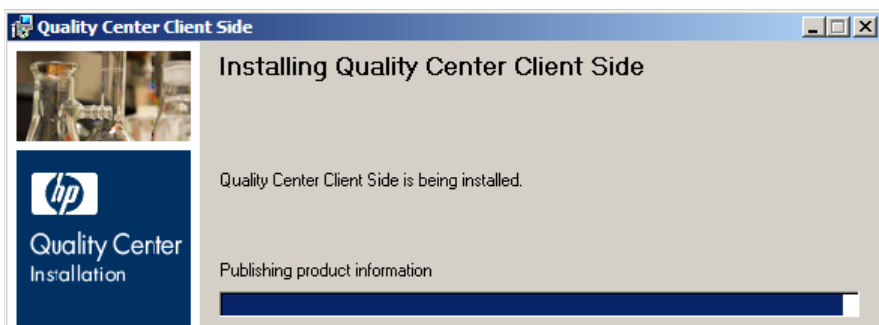 Quality Center Client Side
Installing Quality Center Client Side
Quality Center Client Side is being installed.
hp
Quality Center
Installation
Publishing product information